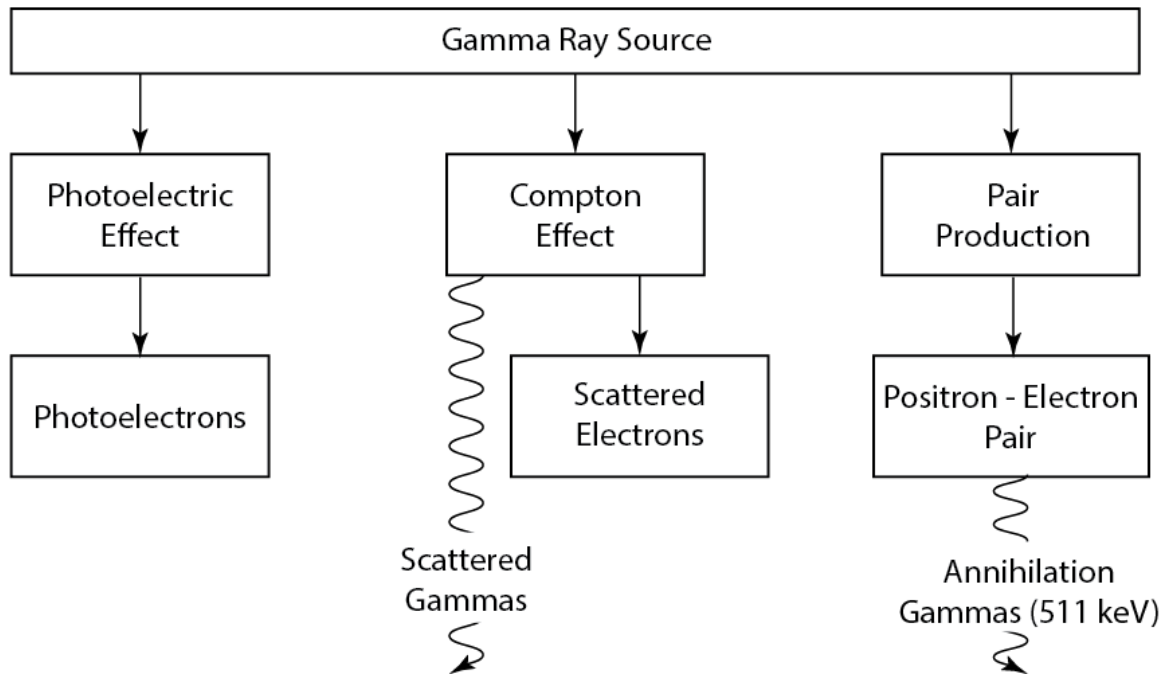 Gamma Ray Source
Photoelectric
Effect
Compton
Effect
Pair
Production
Photoelectrons
Scattered
Electrons
Positron - Electron
Pair
Scattered
Gammas
Annihilation
Gammas (511 keV)